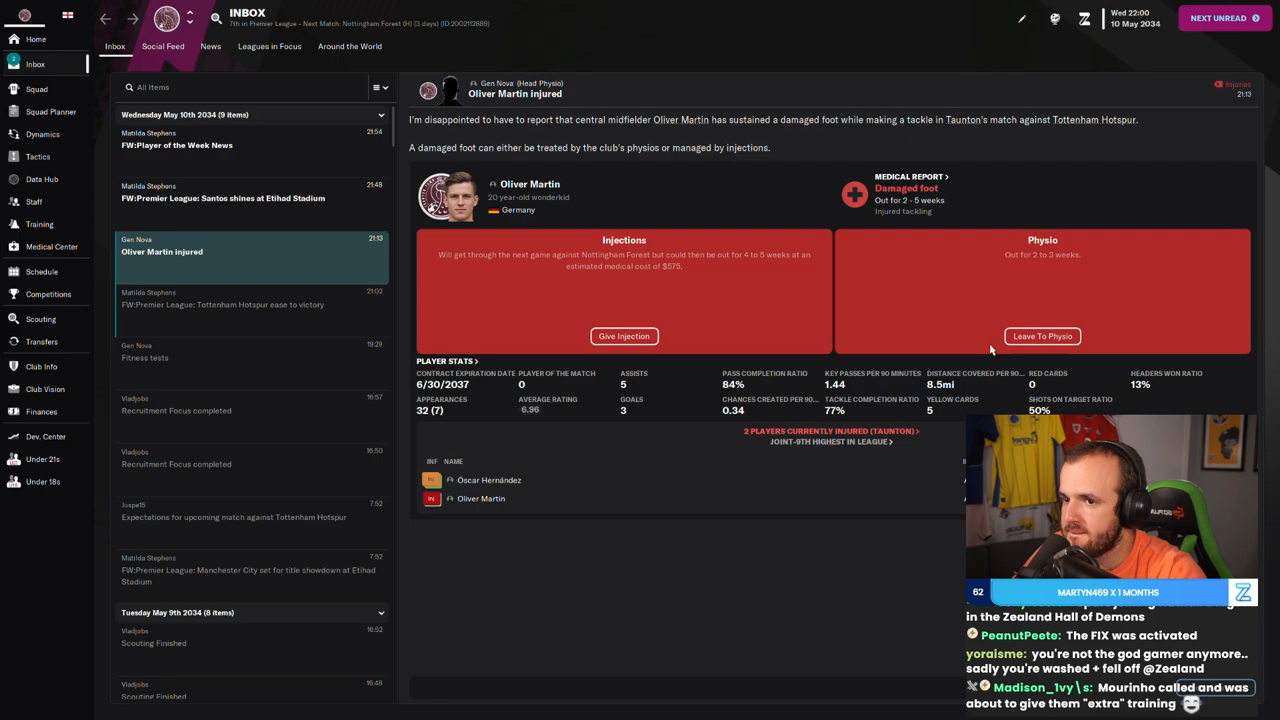 INBOX
7th in Premier League - Next Match: Nottingham Forest (H) (3 days) (ID:2002112889)
Wed 22:00
10 May 2034
NEXT UNREAD
Inbox
Social Feed
News
Leagues in Focus
Around the World
Home
2
Inbox
Squad
Squad Planner
Dynamics
Tactics
Data Hub
Staff
Training
Medical Center
Schedule
Competitions
Scouting
Transfers
Club Info
Club Vision
Finances
Dev. Center
Under 21s
Under 18s
All Items
Wednesday May 10th 2034 (9 items)
Matilda Stephens
21:54
FW:Player of the Week News
Matilda Stephens
21:48
FW:Premier League: Santos shines at Etihad Stadium
Gen Nova
21:13
Oliver Martin injured
Matilda Stephens
21:02
FW:Premier League: Tottenham Hotspur ease to victory
Gen Nova
19:29
Fitness tests
Vladjobs
16:57
Recruitment Focus completed
Vladjobs
16:50
Recruitment Focus completed
Juspe15
7:52
Expectations for upcoming match against Tottenham Hotspur
Matilda Stephens
7:52
FW:Premier League: Manchester City set for title showdown at Etihad
Stadium
Tuesday May 9th 2034 (8 items)
Vladjobs
16:52
Scouting Finished
Vladjobs
16:48
Scouting Finished
Gen Nova (Head Physio)
Oliver Martin injured
Injuries
21:13
I'm disappointed to have to report that central midfielder Oliver Martin has sustained a damaged foot while making a tackle in Taunton's match against Tottenham Hotspur.
A damaged foot can either be treated by the club's physios or managed by injections.
Oliver Martin
20 year-old wonderkid
Germany
MEDICAL REPORT >
Damaged foot
Out for 2 - 5 weeks
Injured tackling
Injections
Will get through the next game against Nottingham Forest but could then be out for 4 to 5 weeks at an
estimated medical cost of $575.
Give Injection
Physio
Out for 2 to 3 weeks.
Leave To Physio
PLAYER STATS >
CONTRACT EXPIRATION DATE
6/30/2037
PLAYER OF THE MATCH
0
ASSISTS
5
PASS COMPLETION RATIO
84%
KEY PASSES PER 90 MINUTES
1.44
DISTANCE COVERED PER 90...
8.5mi
RED CARDS
0
HEADERS WON RATIO
13%
APPEARANCES
32 (7)
AVERAGE RATING
6.96
GOALS
3
CHANCES CREATED PER 90...
0.34
TACKLE COMPLETION RATIO
77%
YELLOW CARDS
5
SHOTS ON TARGET RATIO
50%
2 PLAYERS CURRENTLY INJURED (TAUNTON) >
JOINT-9TH HIGHEST IN LEAGUE >
INF NAME
Inj Óscar Hernández
Inj Oliver Martin
62
MARTYN469 X 1 MONTHS
in the Zealand Hall of Demons
PeanutPeete: The FIX was activated
yoraisme: you're not the god gamer anymore..
sadly you're washed + fell off @Zealand
Madison_1vy\s: Mourinho called and was
about to give them "extra" training